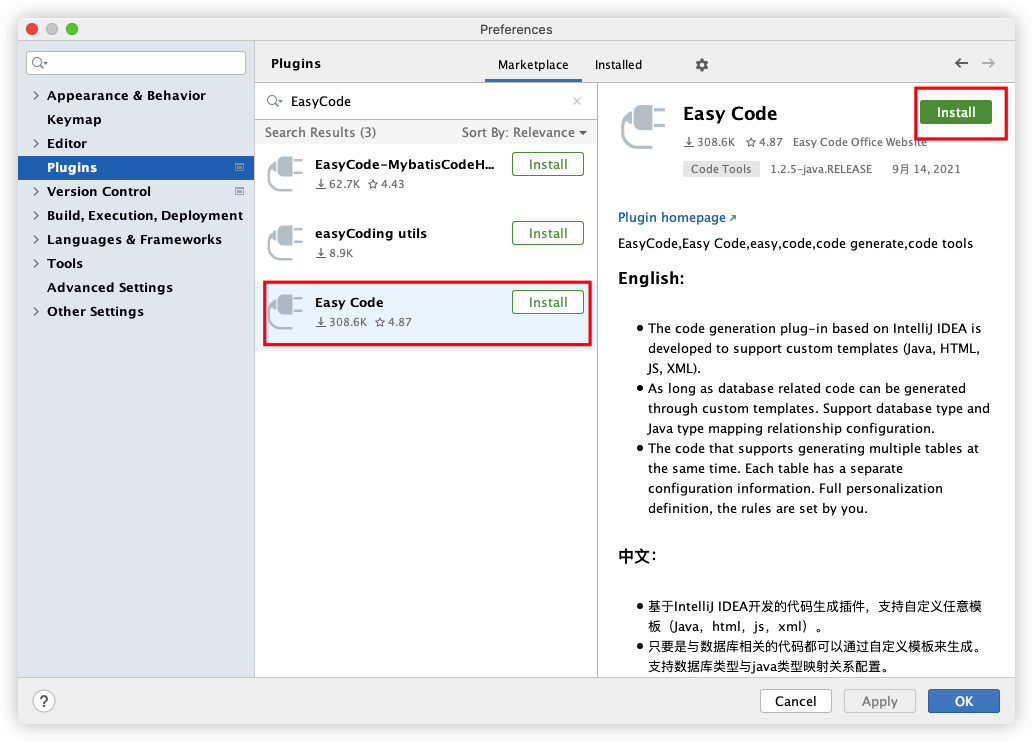 Preferences
Plugins
Marketplace
Installed
Appearance & Behavior
Keymap
Editor
Plugins
Version Control
Build, Execution, Deployment
Languages & Frameworks
Tools
Advanced Settings
Other Settings
EasyCode
Search Results (3)
Sort By: Relevance
EasyCode-MybatisCodeH...
62.7K 4.43
Install
easyCoding utils
8.9K
Install
Easy Code
308.6K 4.87
Install
Easy Code
Install
308.6K 4.87 Easy Code Office Website
Code Tools 1.2.5-java.RELEASE 9月 14, 2021
Plugin homepage
EasyCode,Easy Code,easy,code,code generate,code tools
English:
The code generation plug-in based on IntelliJ IDEA is
developed to support custom templates (Java, HTML,
JS, XML).
As long as database related code can be generated
through custom templates. Support database type and
Java type mapping relationship configuration.
The code that supports generating multiple tables at
the same time. Each table has a separate
configuration information. Full personalization
definition, the rules are set by you.
中文：
基于IntelliJ IDEA开发的代码生成插件，支持自定义任意模
板（Java，html，js，xml）。
只要是与数据库相关的代码都可以通过自定义模板来生成。
支持数据库类型与java类型映射关系配置。
?
Cancel
Apply
OK